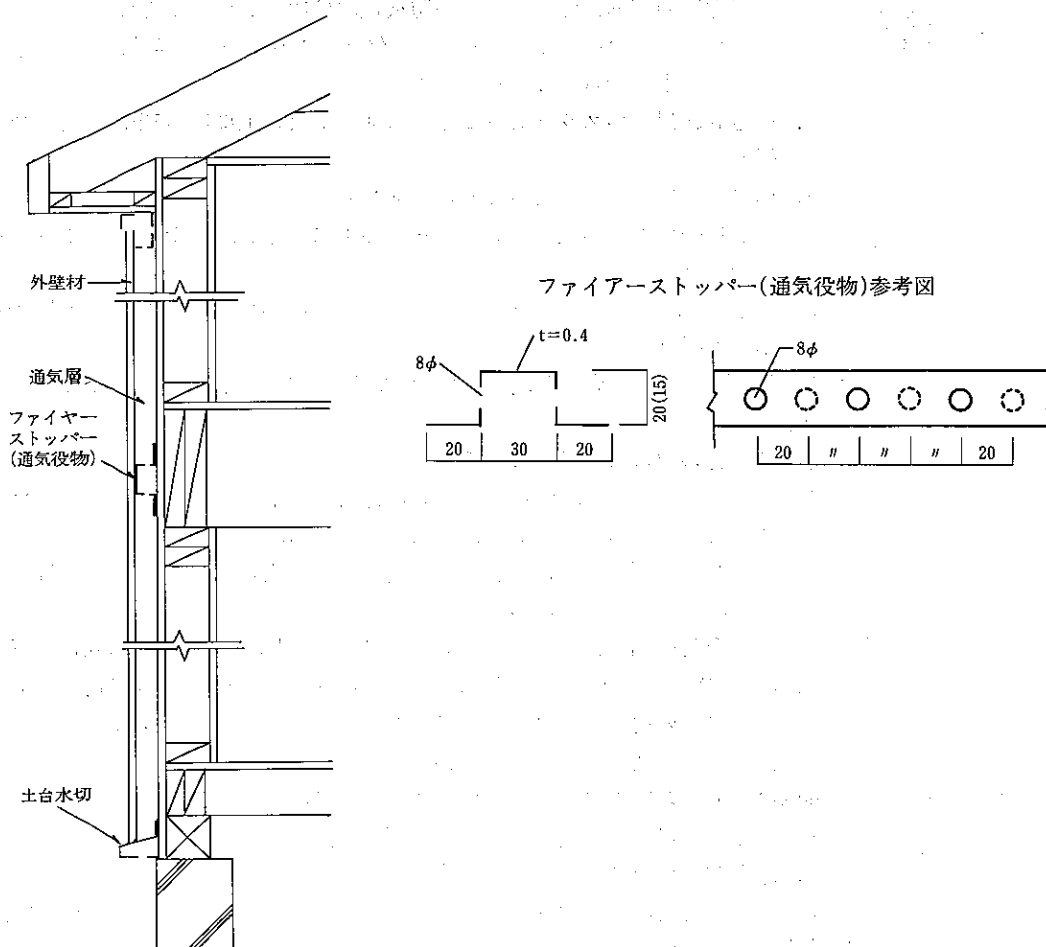 外壁材
通気層
ファイヤー
ストッパー
(通気役物)
土台水切
ファイアーストッパー(通気役物)参考図
t=0.4
8φ
20(15)
20 30 20
8φ
20 〃 〃 〃 20